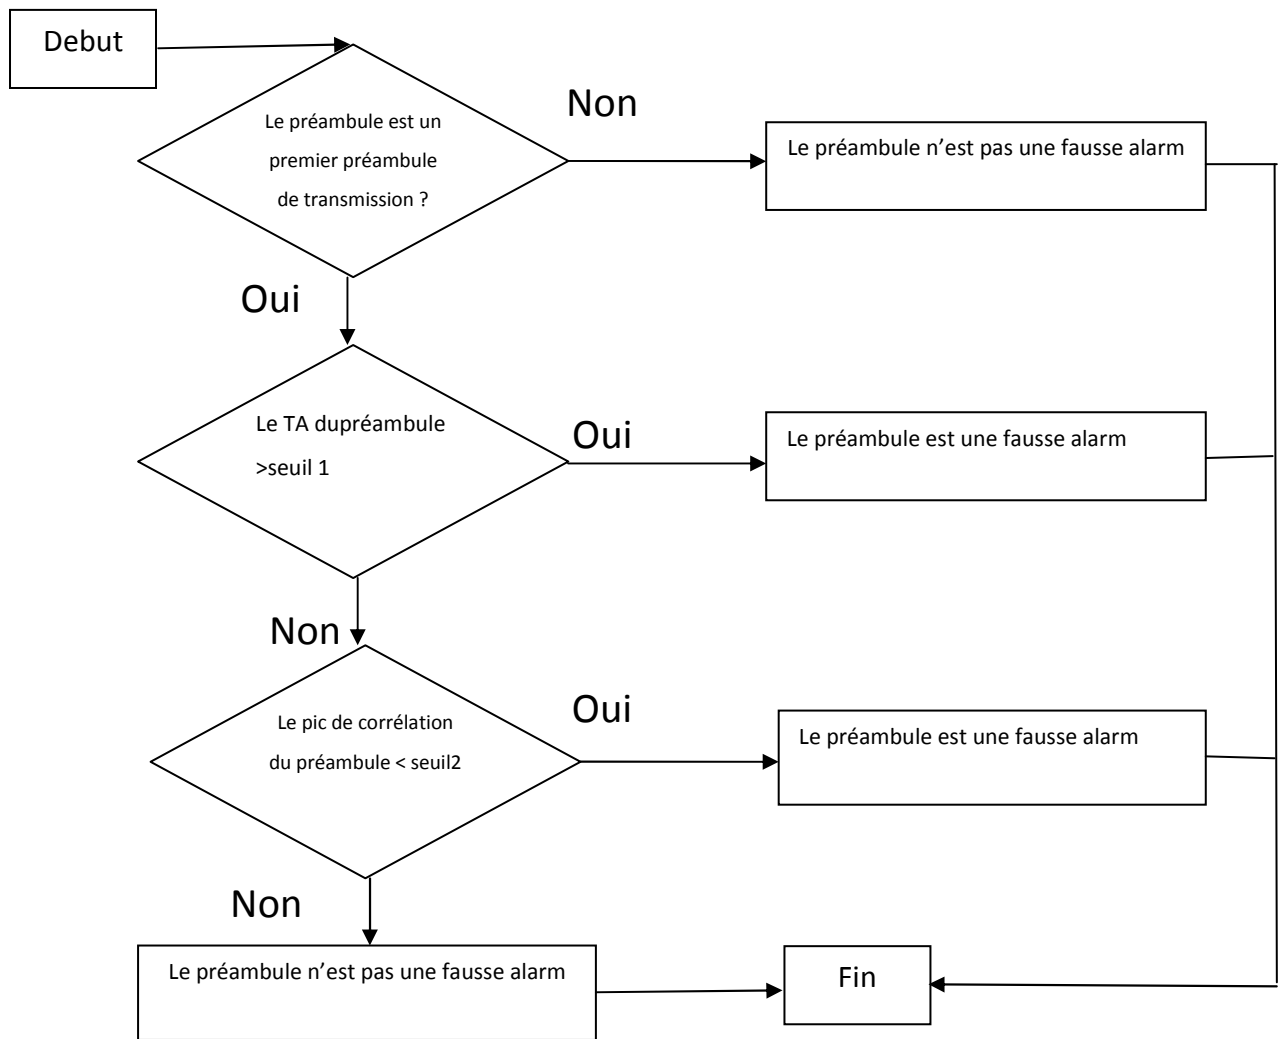 Debut
Le préambule est un
premier préambule
de transmission ?
Non
Le préambule n’est pas une fausse alarm
Oui
Le TA dupréambule
>seuil 1
Oui
Le préambule est une fausse alarm
Non
Le pic de corrélation
du préambule < seuil2
Oui
Le préambule est une fausse alarm
Non
Le préambule n’est pas une fausse alarm
Fin